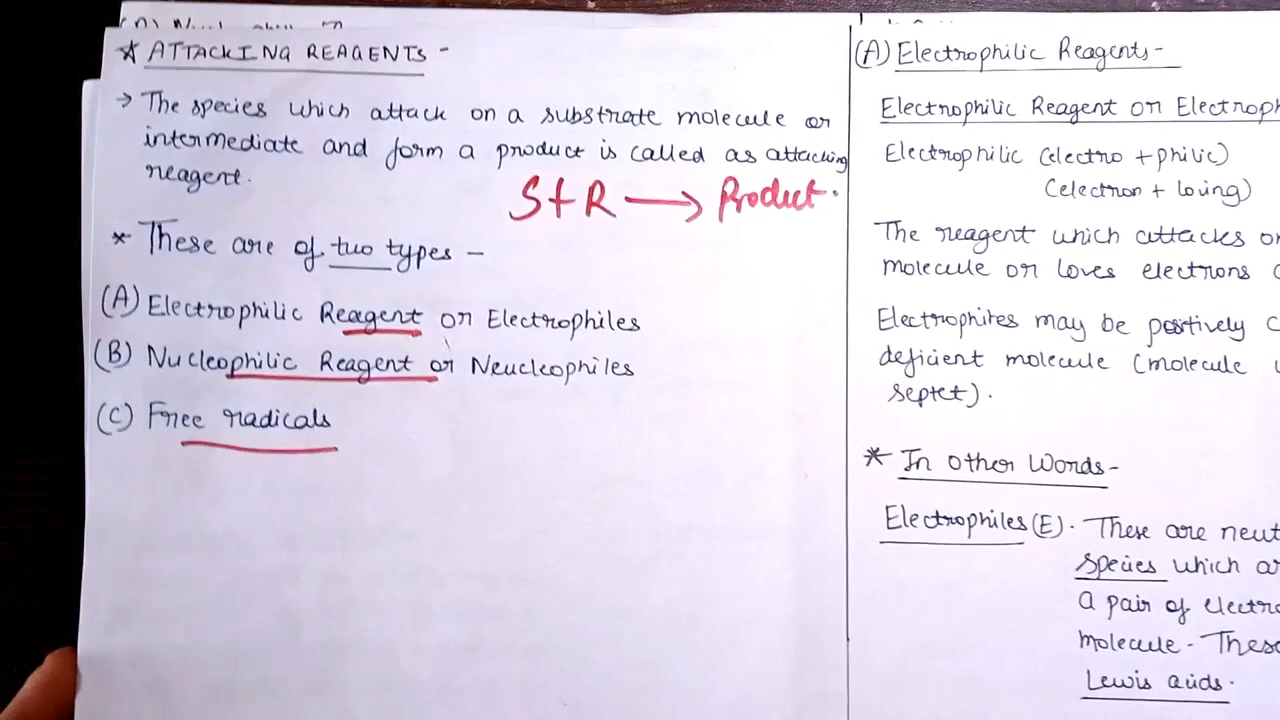 * ATTACKING REAGENTS -
→ The species which attack on a substrate molecule or
intermediate and form a product is called as attacking
reagent.
S + R → Product.
* These are of two types -
(A) Electrophilic Reagent or Electrophiles
(B) Nucleophilic Reagent or Neucleophiles
(C) Free radicals
(A) Electrophilic Reagents-
Electrophilic Reagent or Electroph
Electrophilic (electro + philic)
(electron + loving)
The reagent which attacks o
molecule or loves electrons
Electrophiles may be positively c
deficient molecule (molecule
septet).
* In Other Words-
Electrophiles (E). These are neut
species which a
a pair of electro
molecule - These
Lewis acids.